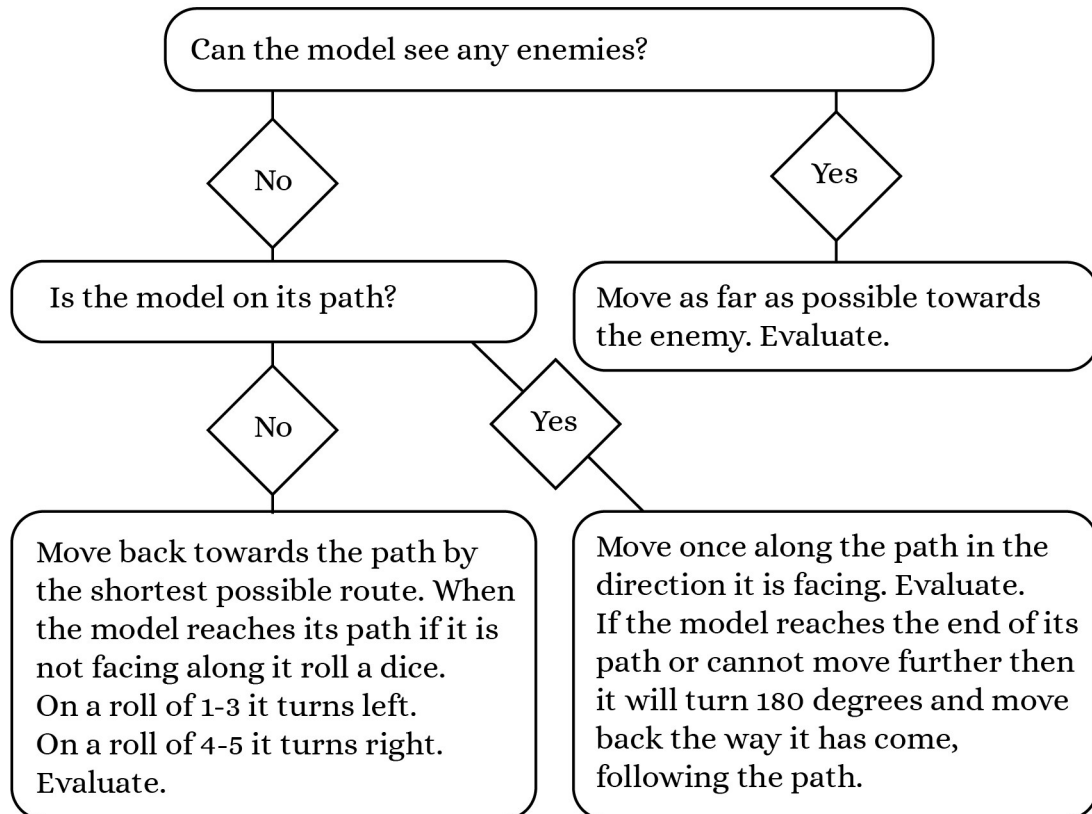 Can the model see any enemies?
No
Yes
Is the model on its path?
Move as far as possible towards
the enemy. Evaluate.
No
Yes
Move back towards the path by
the shortest possible route. When
the model reaches its path if it is
not facing along it roll a dice.
On a roll of 1-3 it turns left.
On a roll of 4-5 it turns right.
Evaluate.
Move once along the path in the
direction it is facing. Evaluate.
If the model reaches the end of its
path or cannot move further then
it will turn 180 degrees and move
back the way it has come,
following the path.